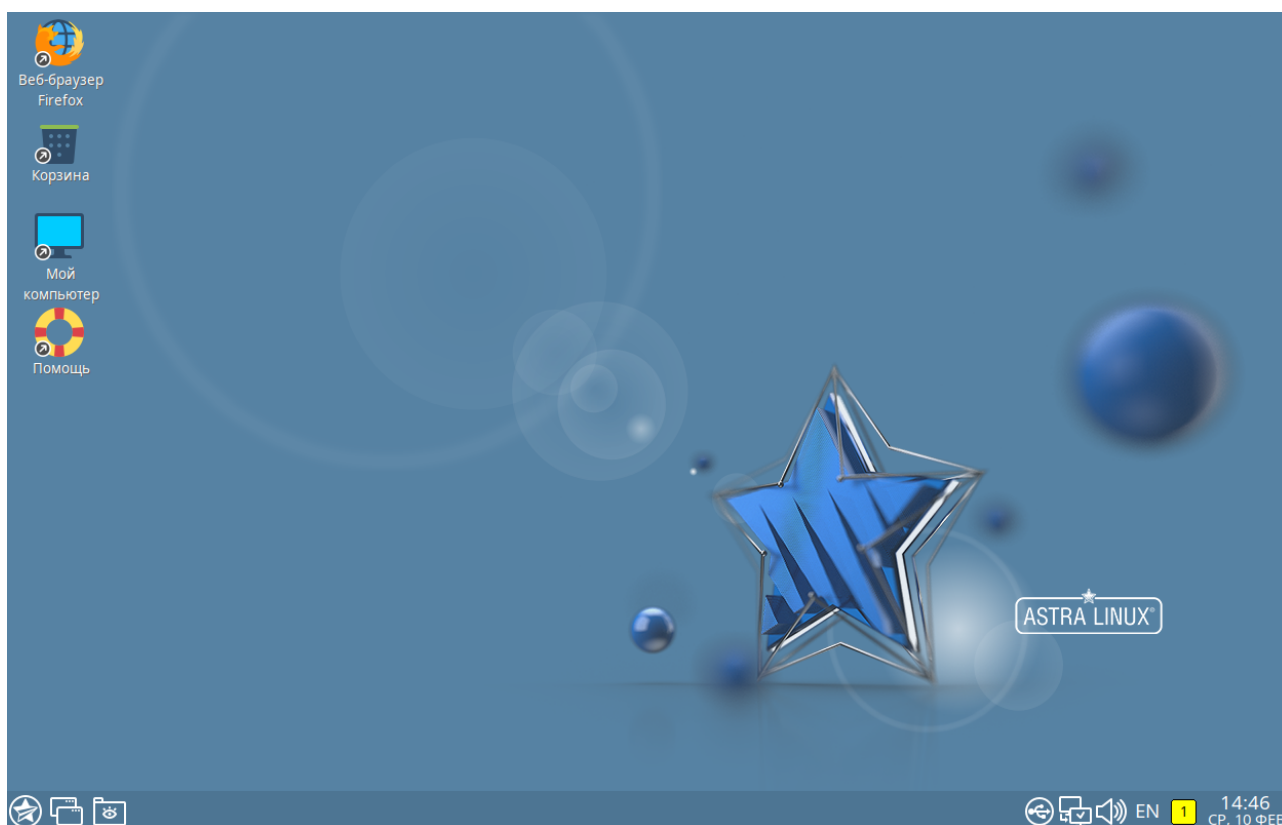 Веб-браузер
Firefox
Корзина
Мой
компьютер
Помощь
ASTRA LINUX®
EN
1
14:46
СР, 10 ФЕВ